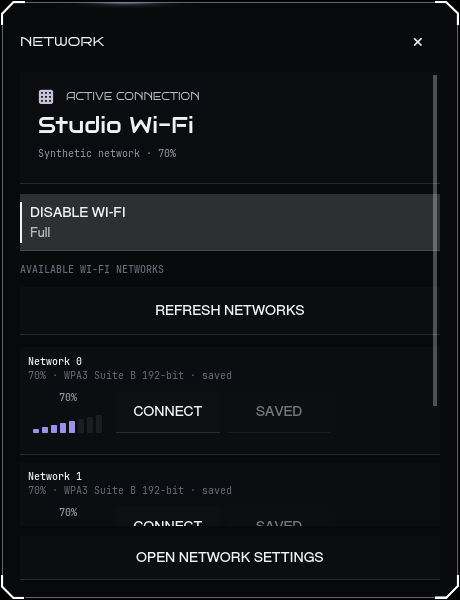 NETWORK
ACTIVE CONNECTION
Studio Wi-Fi
Synthetic network · 70%
DISABLE WI-FI
Full
AVAILABLE WI-FI NETWORKS
REFRESH NETWORKS
Network 0
70% · WPA3 Suite B 192-bit · saved
70%
CONNECT SAVED
Network 1
70% · WPA3 Suite B 192-bit · saved
70%
CONNECT SAVED
OPEN NETWORK SETTINGS